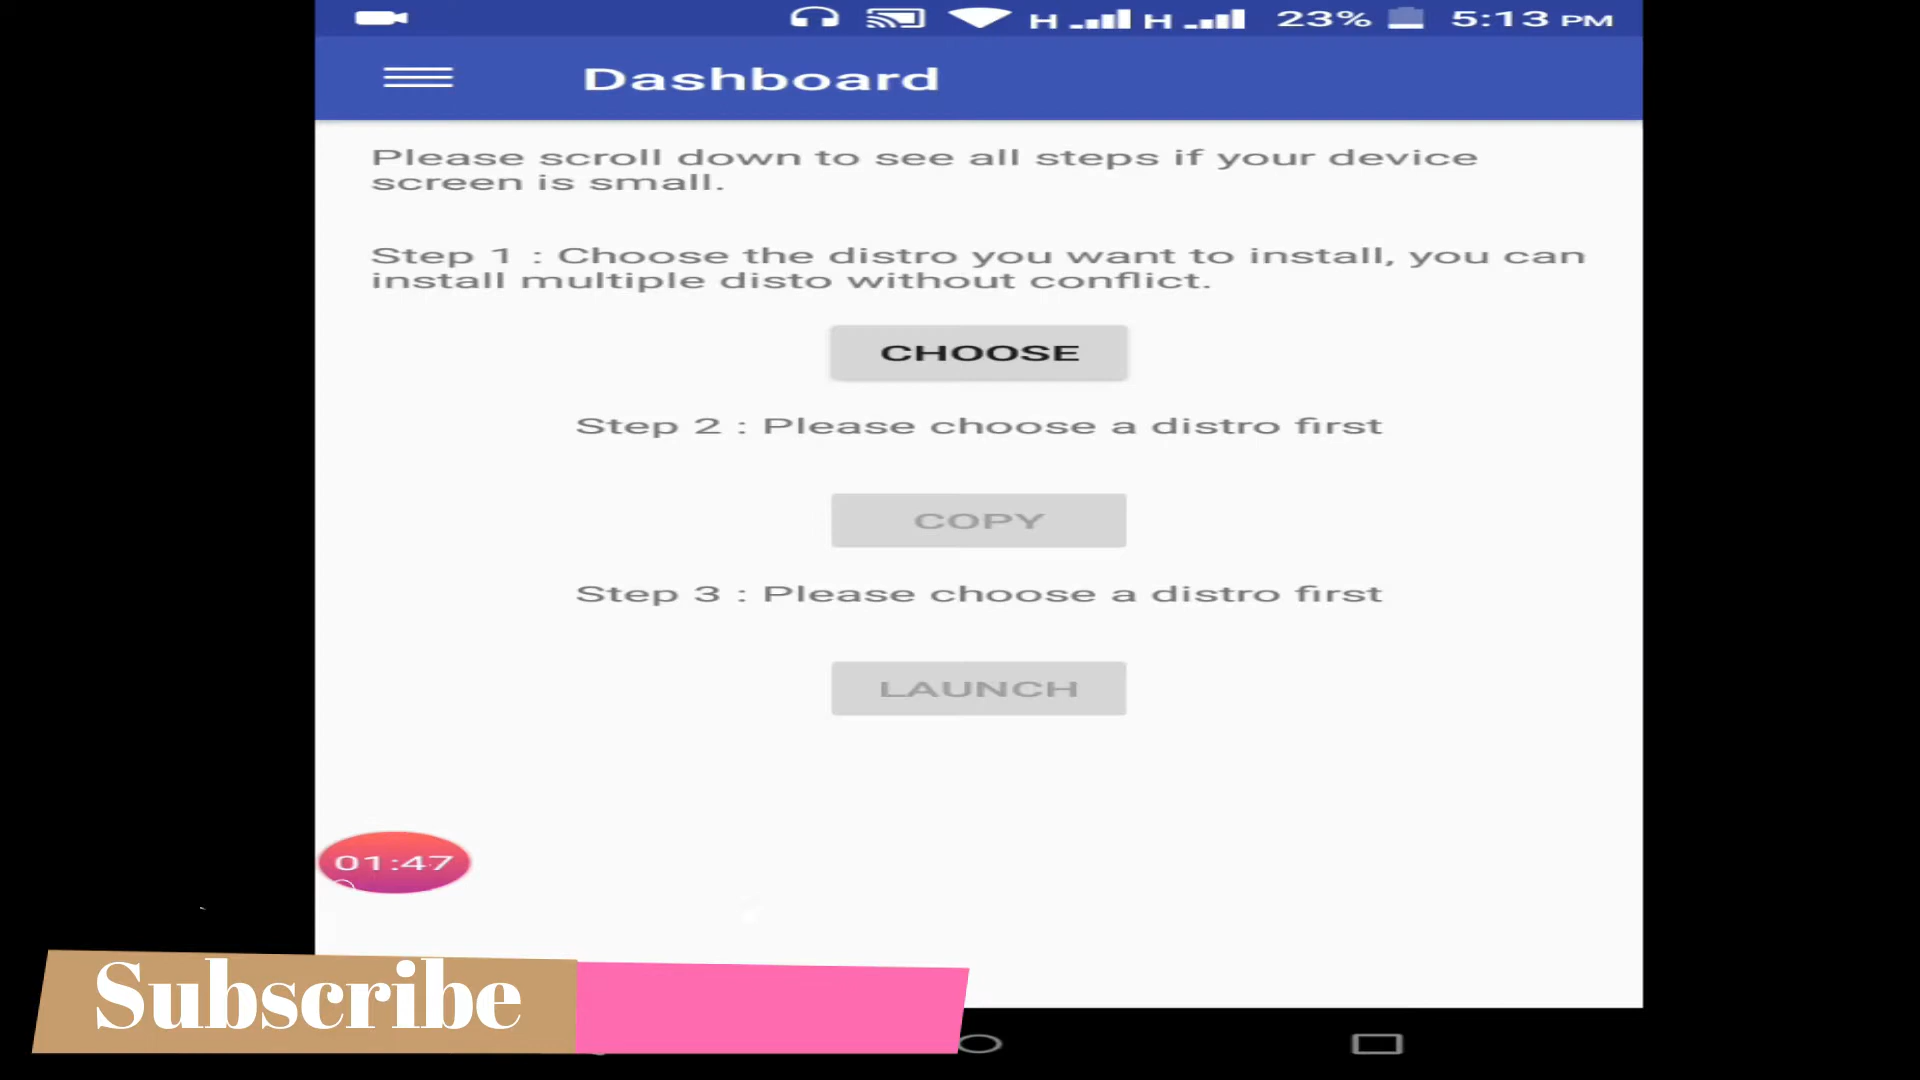 H H 23% 5:13 PM
Dashboard
Please scroll down to see all steps if your device
screen is small.
Step 1 : Choose the distro you want to install, you can
install multiple disto without conflict.
CHOOSE
Step 2 : Please choose a distro first
COPY
Step 3 : Please choose a distro first
LAUNCH
01:47
Subscribe